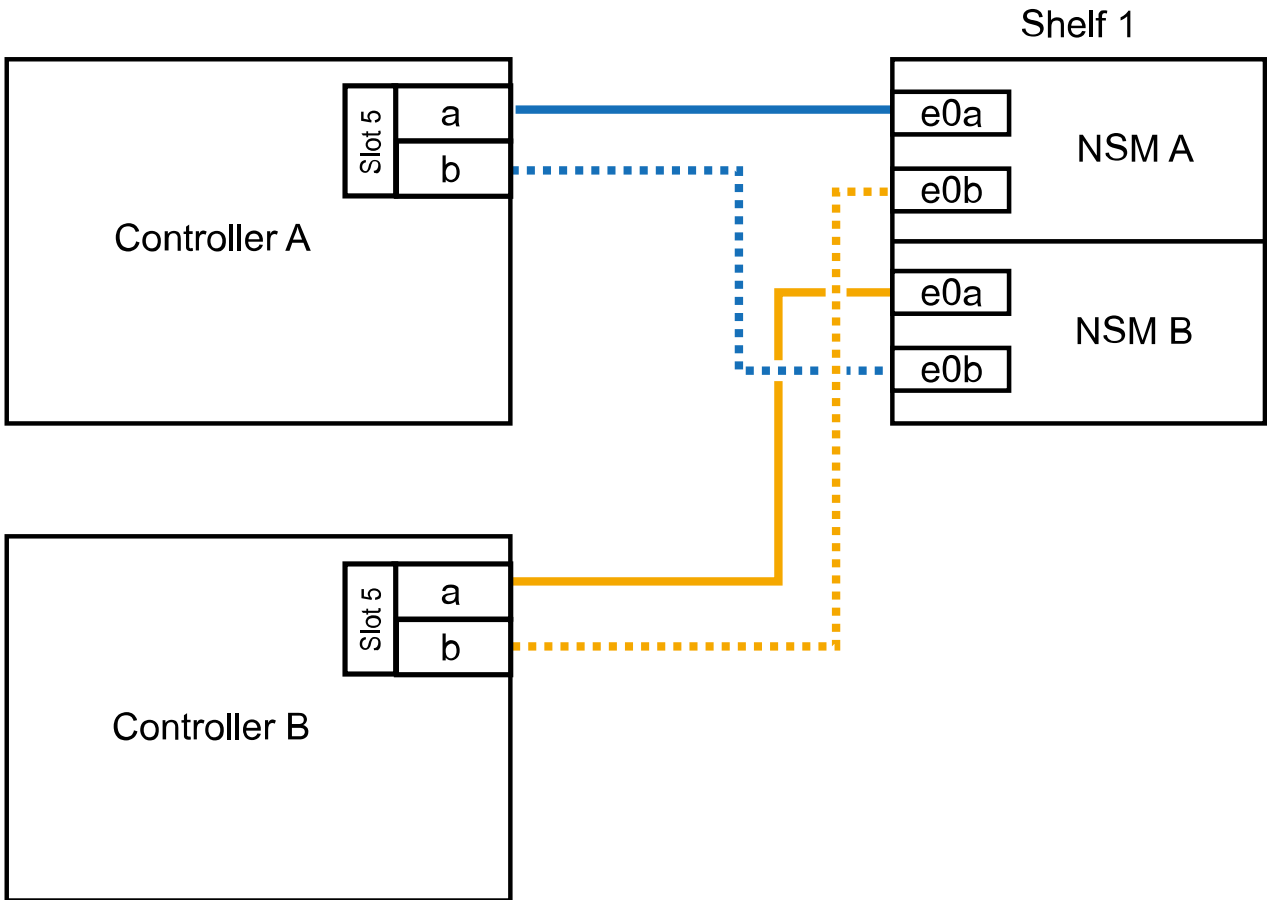 Shelf 1
Slot 5
a
b
Controller A
e0a
e0b
NSM A
e0a
e0b
NSM B
Slot 5
a
b
Controller B